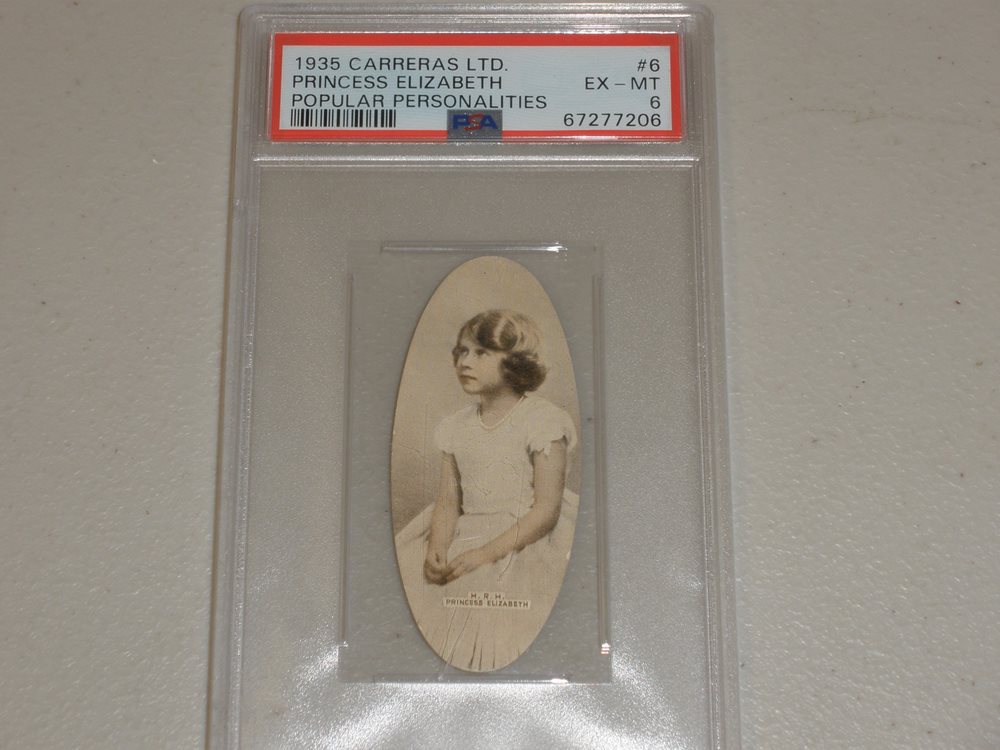 1935 CARRERAS LTD. #6
PRINCESS ELIZABETH EX - MT
POPULAR PERSONALITIES 6
PSA 67277206
H. R. H.
PRINCESS ELIZABETH